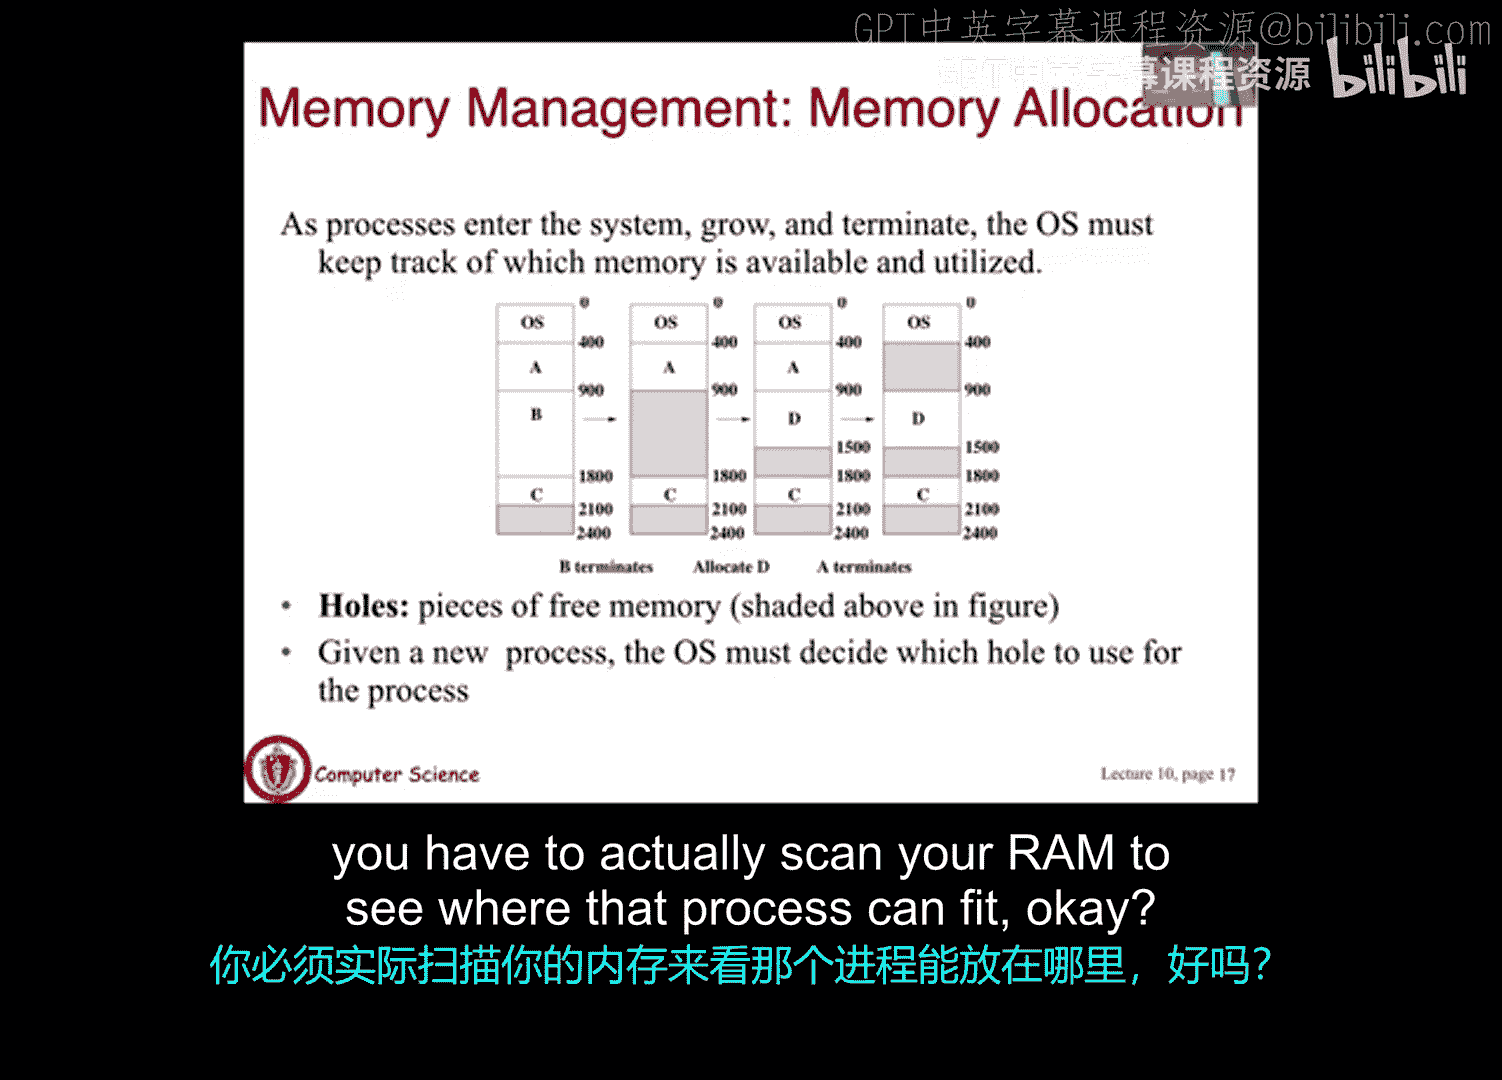 GPT中英字幕课程资源@bilibili.com
课程资源 bilibili
Memory Management: Memory Allocation
As processes enter the system, grow, and terminate, the OS must
keep track of which memory is available and utilized.
0 0 0 0
OS OS OS OS
400 400 400 400
A A A
900 900 900 900
B D D
1500 1500
1800 1800 1800 1800
C C C C
2100 2100 2100 2100
2400 2400 2400 2400
B terminates Allocate D A terminates
• Holes: pieces of free memory (shaded above in figure)
• Given a new process, the OS must decide which hole to use for
the process
Computer Science
Lecture 10, page 17
you have to actually scan your RAM to
see where that process can fit, okay?
你必须实际扫描你的内存来看那个进程能放在哪里，好吗？